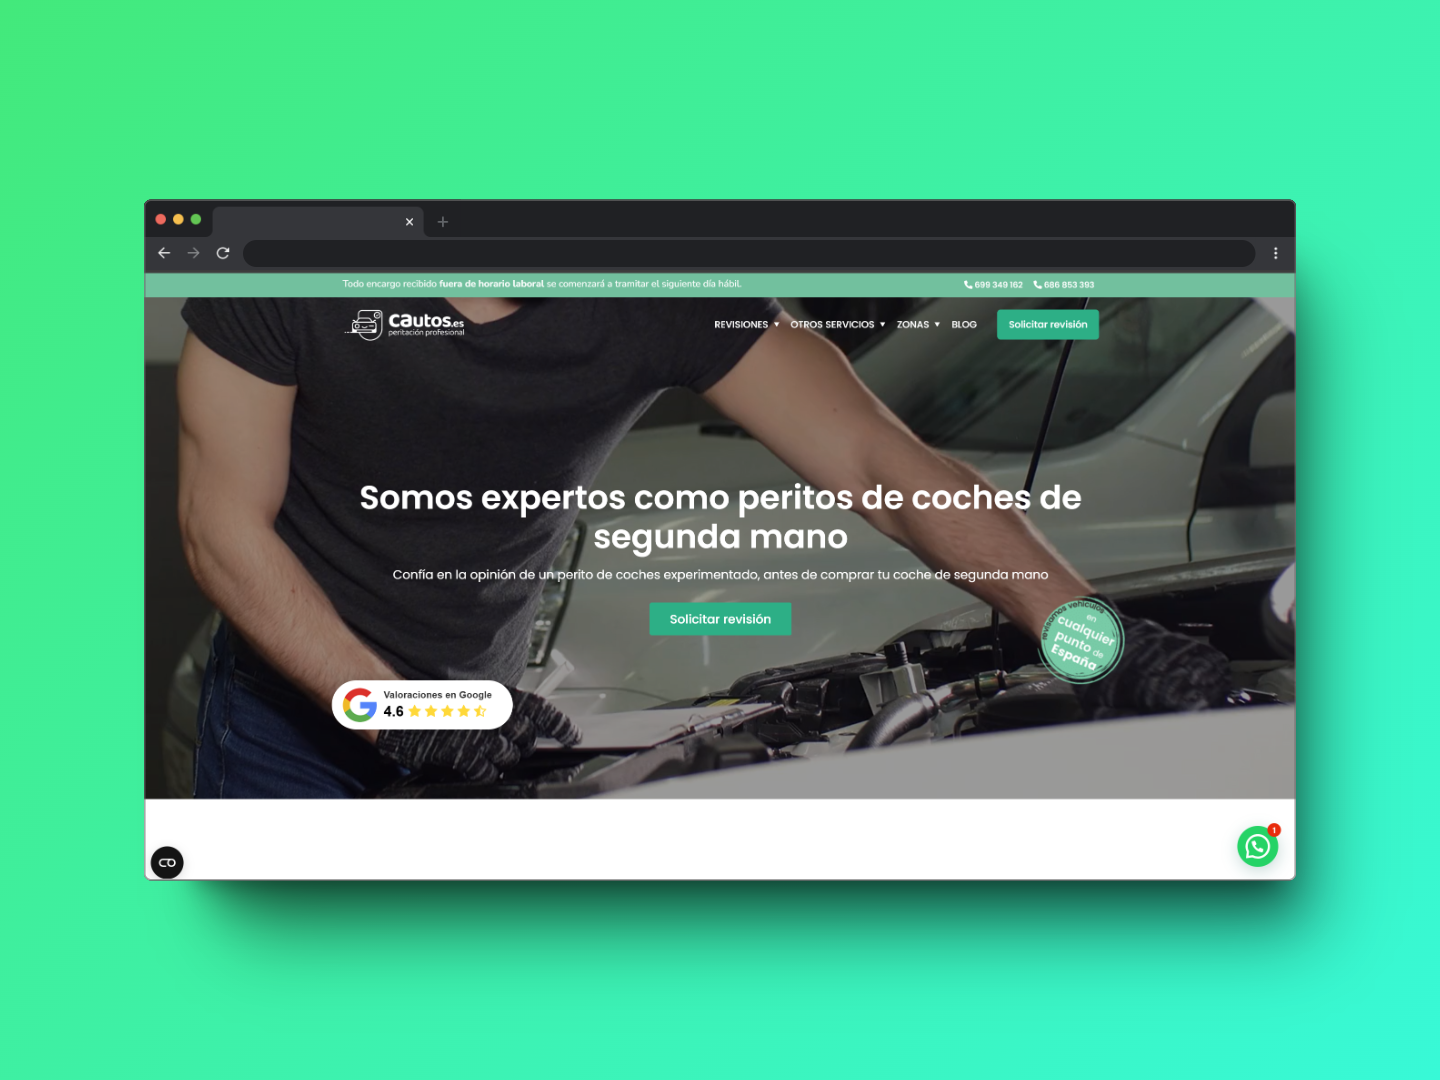 Todo encargo recibido fuera de horario laboral se comenzará a tramitar el siguiente día hábil.
699 349 162 686 853 393
cautos.es
peritación profesional
REVISIONES OTROS SERVICIOS ZONAS BLOG Solicitar revisión
Somos expertos como peritos de coches de
segunda mano
Confía en la opinión de un perito de coches experimentado, antes de comprar tu coche de segunda mano
Solicitar revisión
revisamos vehículos
en
cualquier
punto de
España
Valoraciones en Google
4.6
1